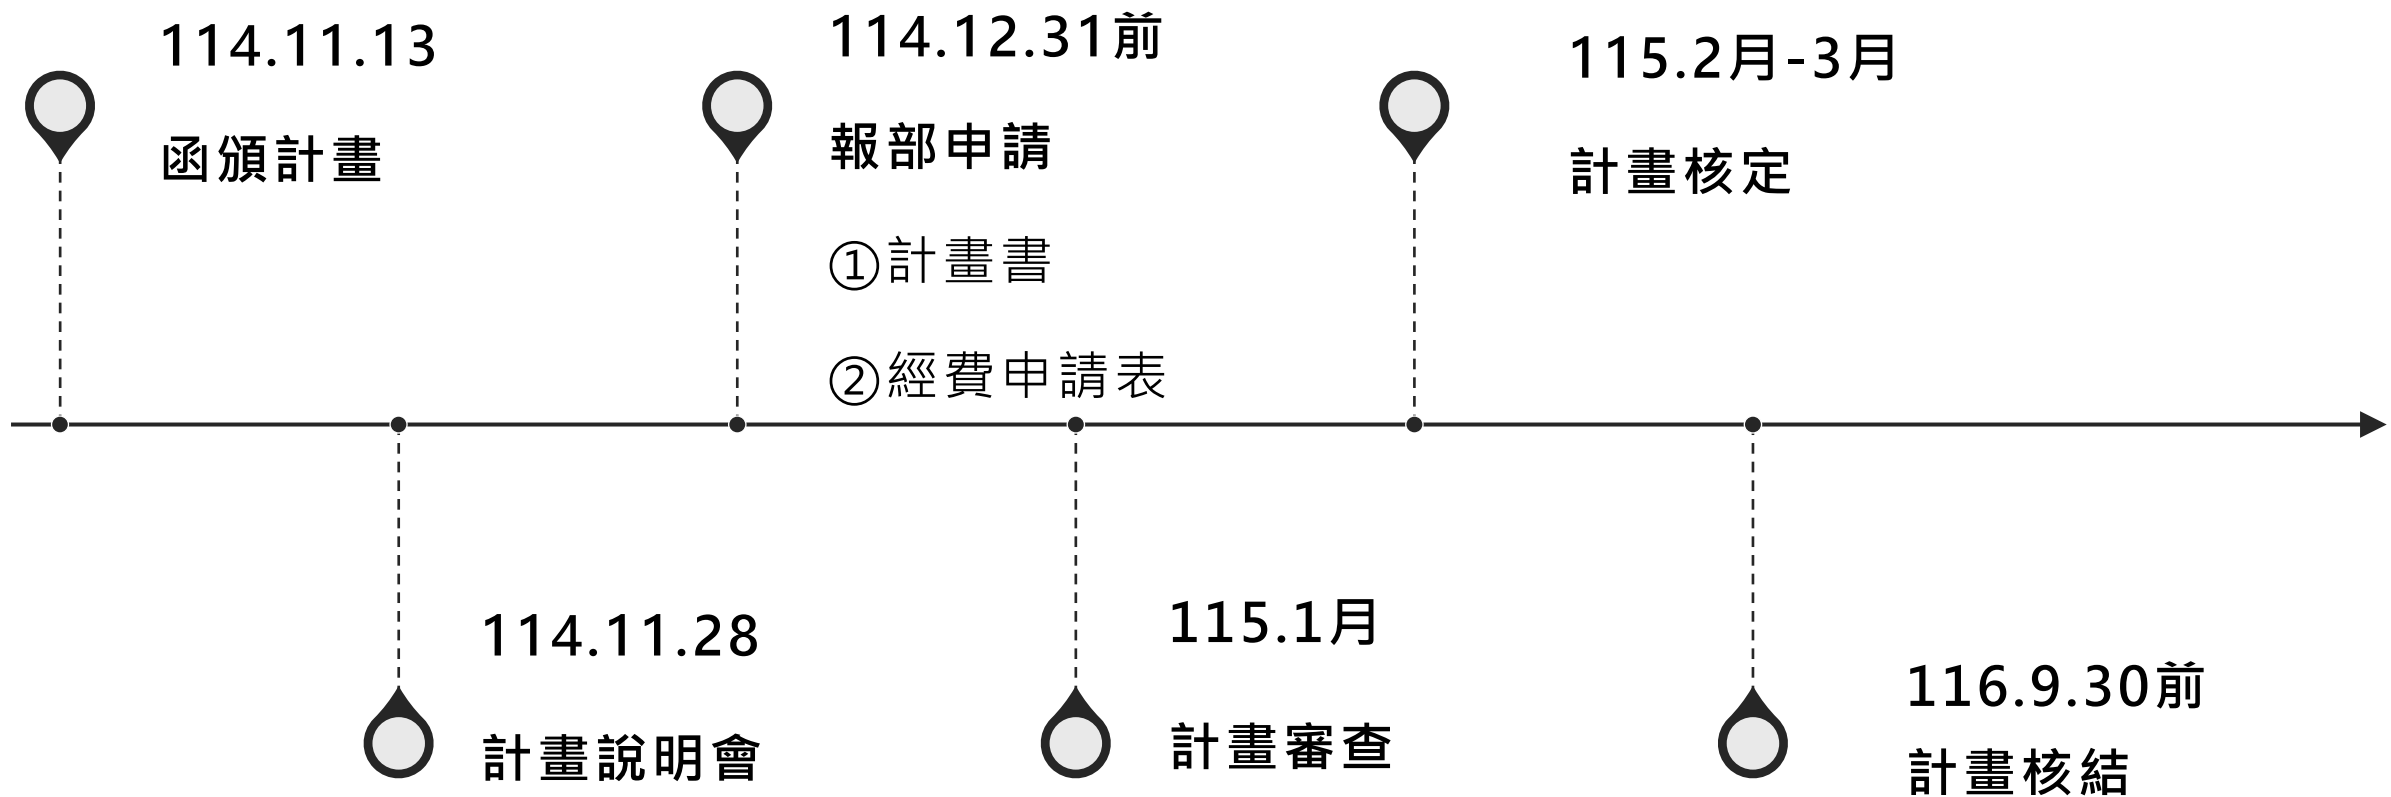 114.11.13
函頒計畫
114.12.31前
報部申請
①計畫書
②經費申請表
115.2月-3月
計畫核定
114.11.28
計畫說明會
115.1月
計畫審查
116.9.30前
計畫核結